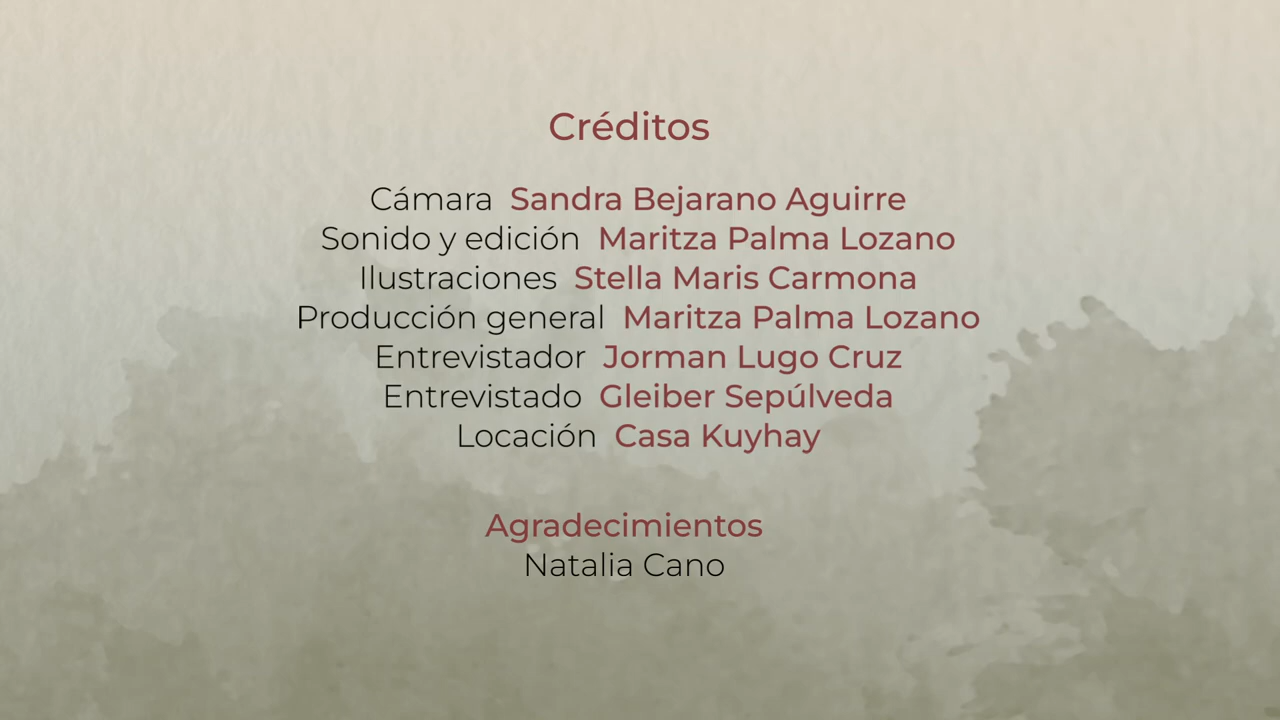 Créditos
Cámara Sandra Bejarano Aguirre
Sonido y edición Maritza Palma Lozano
Ilustraciones Stella Maris Carmona
Producción general Maritza Palma Lozano
Entrevistador Jorman Lugo Cruz
Entrevistado Gleiber Sepúlveda
Locación Casa Kuyhay
Agradecimientos
Natalia Cano